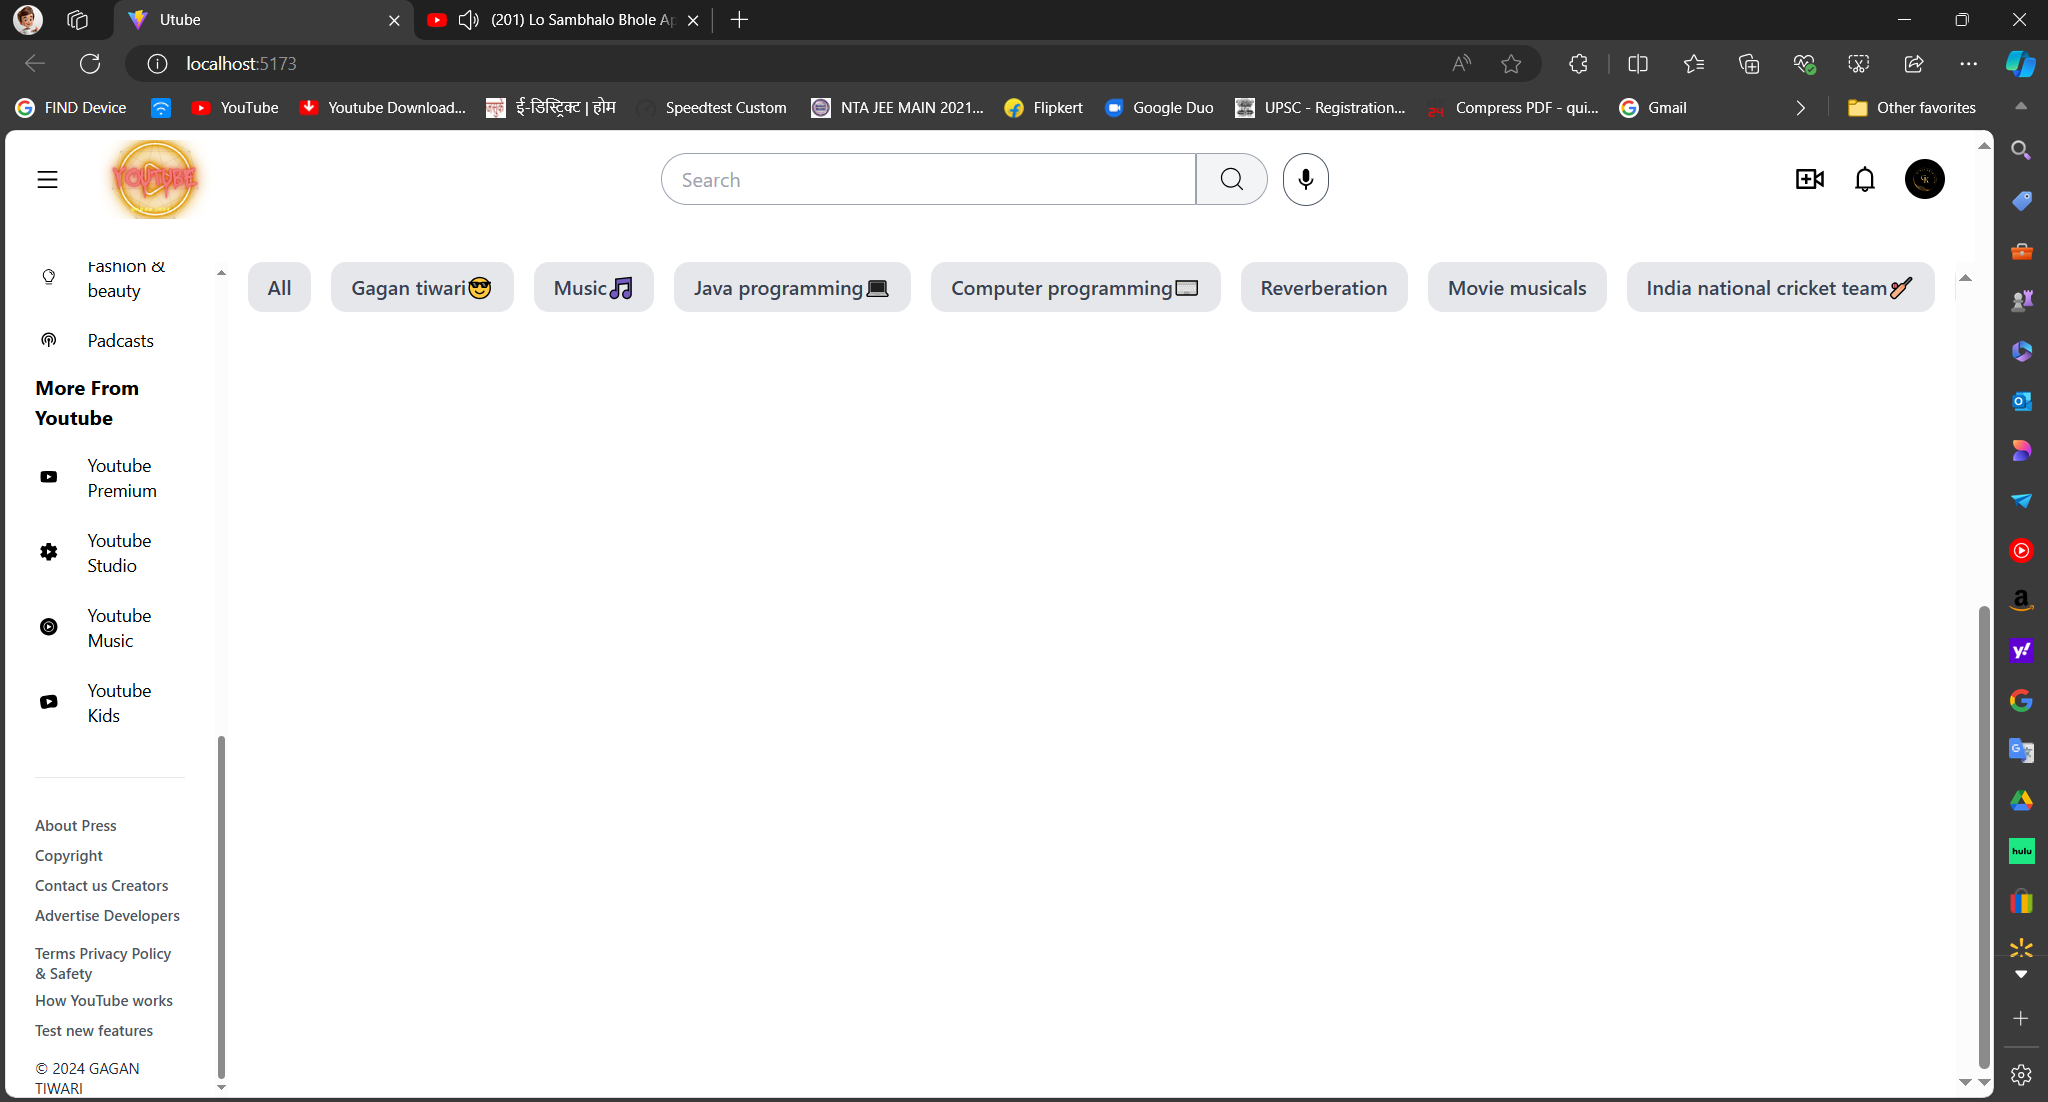 Utube
(201) Lo Sambhalo Bhole Ap
localhost:5173
FIND Device
YouTube
Youtube Download...
ई-डिस्ट्रिक्ट | होम
Speedtest Custom
NTA JEE MAIN 2021...
Flipkert
Google Duo
UPSC - Registration...
Compress PDF - qui...
Gmail
Other favorites
YOUTUBE
Search
All
Gagan tiwari😎
Music🎵
Java programming💻
Computer programming⌨️
Reverberation
Movie musicals
India national cricket team🏏
Fashion &
beauty
Padcasts
More From
Youtube
Youtube
Premium
Youtube
Studio
Youtube
Music
Youtube
Kids
About Press
Copyright
Contact us Creators
Advertise Developers
Terms Privacy Policy
& Safety
How YouTube works
Test new features
© 2024 GAGAN
TIWARI
hulu